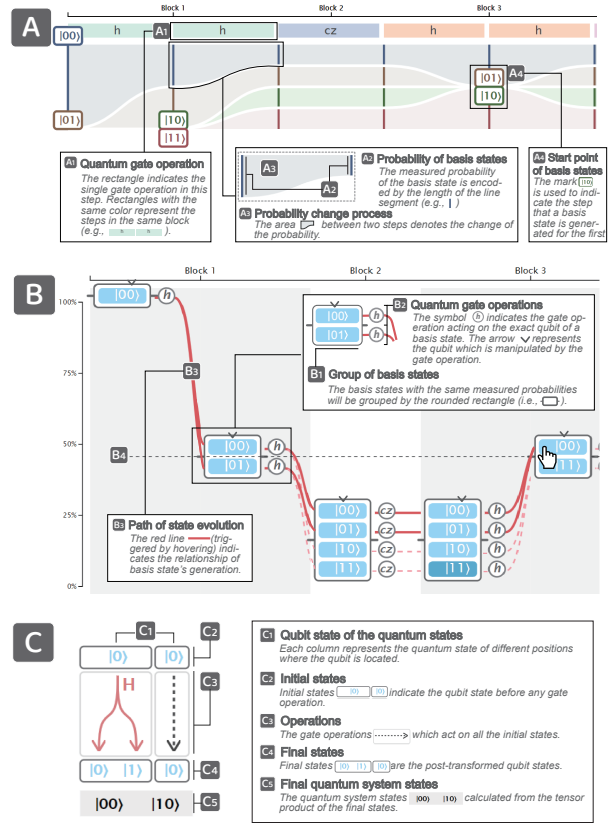 Block 1
Block 2
Block 3
A
|00⟩
h
A1
h
cz
h
h
|01⟩
A4
|10⟩
|01⟩
|10⟩
|11⟩
A1 Quantum gate operation
The rectangle indicates the
single gate operation in this
step. Rectangles with the
same color represent the
steps in the same block
(e.g., h h ).
A3
A2
A2 Probability of basis states
The measured probability
of the basis state is encod-
ed by the length of the line
segment (e.g., | )
A3 Probability change process
The area between two steps denotes the change of
the probability.
A4 Start point
of basis states
The mark |10⟩
is used to indi-
cate the step
that a basis
state is gener-
ated for the first
B
Block 1
Block 2
Block 3
100%
75%
50%
25%
0%
|00⟩ h
B3
B4
|00⟩ h
|01⟩ h
|00⟩ h
|01⟩ h
B2 Quantum gate operations
The symbol h indicates the gate op-
eration acting on the exact qubit of a
basis state. The arrow represents
the qubit which is manipulated by the
gate operation.
B1 Group of basis states
The basis states with the same measured probabilities
will be grouped by the rounded rectangle (i.e., ).
|00⟩
|11⟩
|00⟩ cz
|01⟩ cz
|10⟩ cz
|11⟩ cz
|00⟩ h
|01⟩ h
|10⟩ h
|11⟩ h
B3 Path of state evolution
The red line (trig-
gered by hovering) indi-
cates the relationship of
basis state's generation.
C
C1
C2
|0⟩ |0⟩
C3
H
|0⟩ |1⟩ |0⟩
C4
|00⟩ |10⟩
C5
C1 Qubit state of the quantum states
Each column represents the quantum state of different positions
where the qubit is located.
C2 Initial states
Initial states |0⟩ |0⟩ indicate the qubit state before any gate
operation.
C3 Operations
The gate operations which act on all the initial states.
C4 Final states
Final states |0⟩ |1⟩ |0⟩ are the post-transformed qubit states.
C5 Final quantum system states
The quantum system states |00⟩ |10⟩ calculated from the tensor
product of the final states.